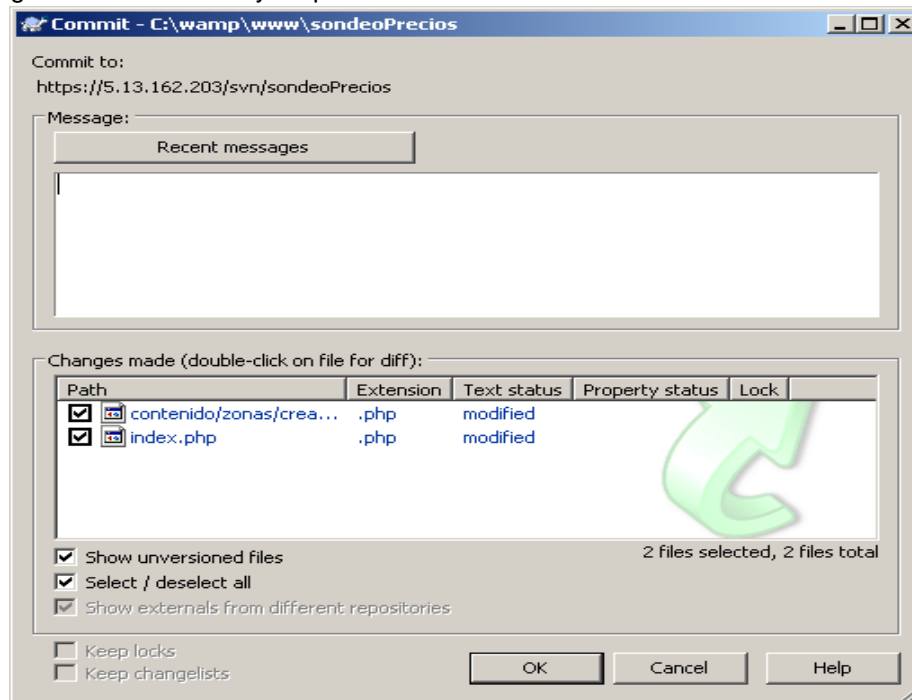 Commit - C:\wamp\www\sondeoPrecios
Commit to:
https://5.13.162.203/svn/sondeoPrecios
Message:
Recent messages
Changes made (double-click on file for diff):
Path Extension Text status Property status Lock
contenido/zonas/crea... .php modified
index.php .php modified
Show unversioned files
2 files selected, 2 files total
Select / deselect all
Show externals from different repositories
Keep locks
Keep changelists
OK Cancel Help